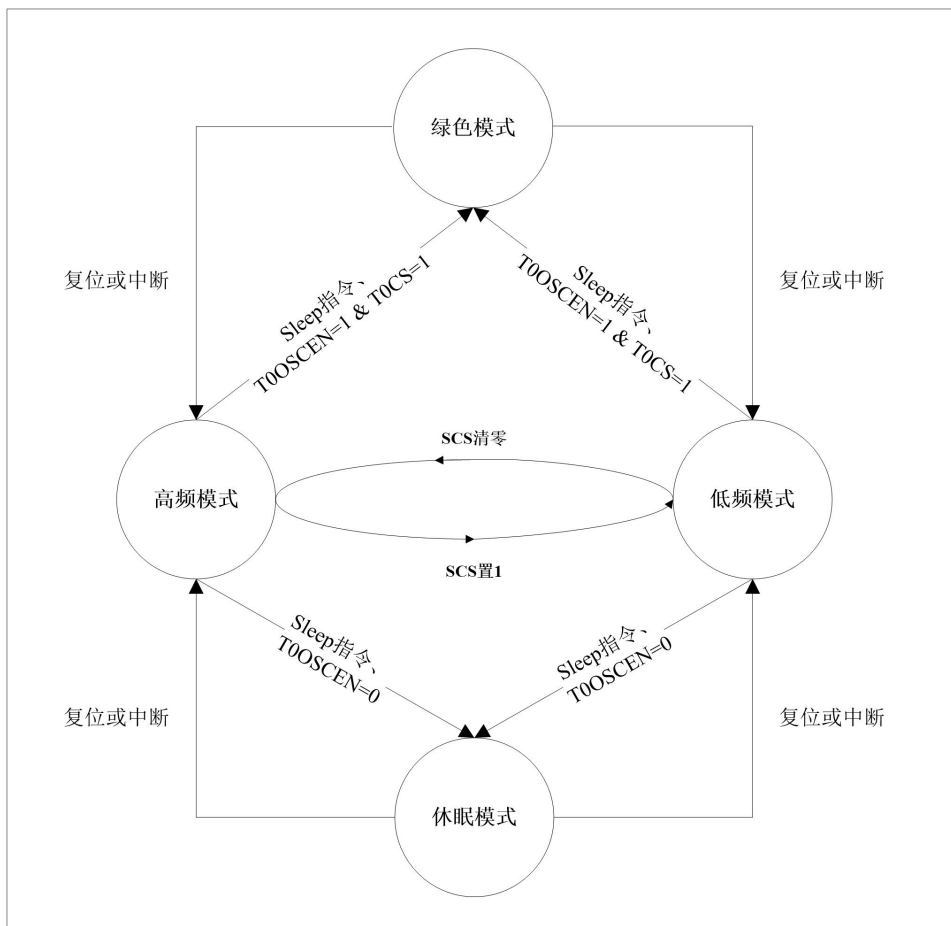 绿色模式
复位或中断
Sleep指令、
T0OSCEN=1 & T0CS=1
Sleep指令、
T0OSCEN=1 & T0CS=1
复位或中断
SCS清零
高频模式
低频模式
SCS置1
Sleep指令、
T0OSCEN=0
Sleep指令、
T0OSCEN=0
复位或中断
复位或中断
休眠模式